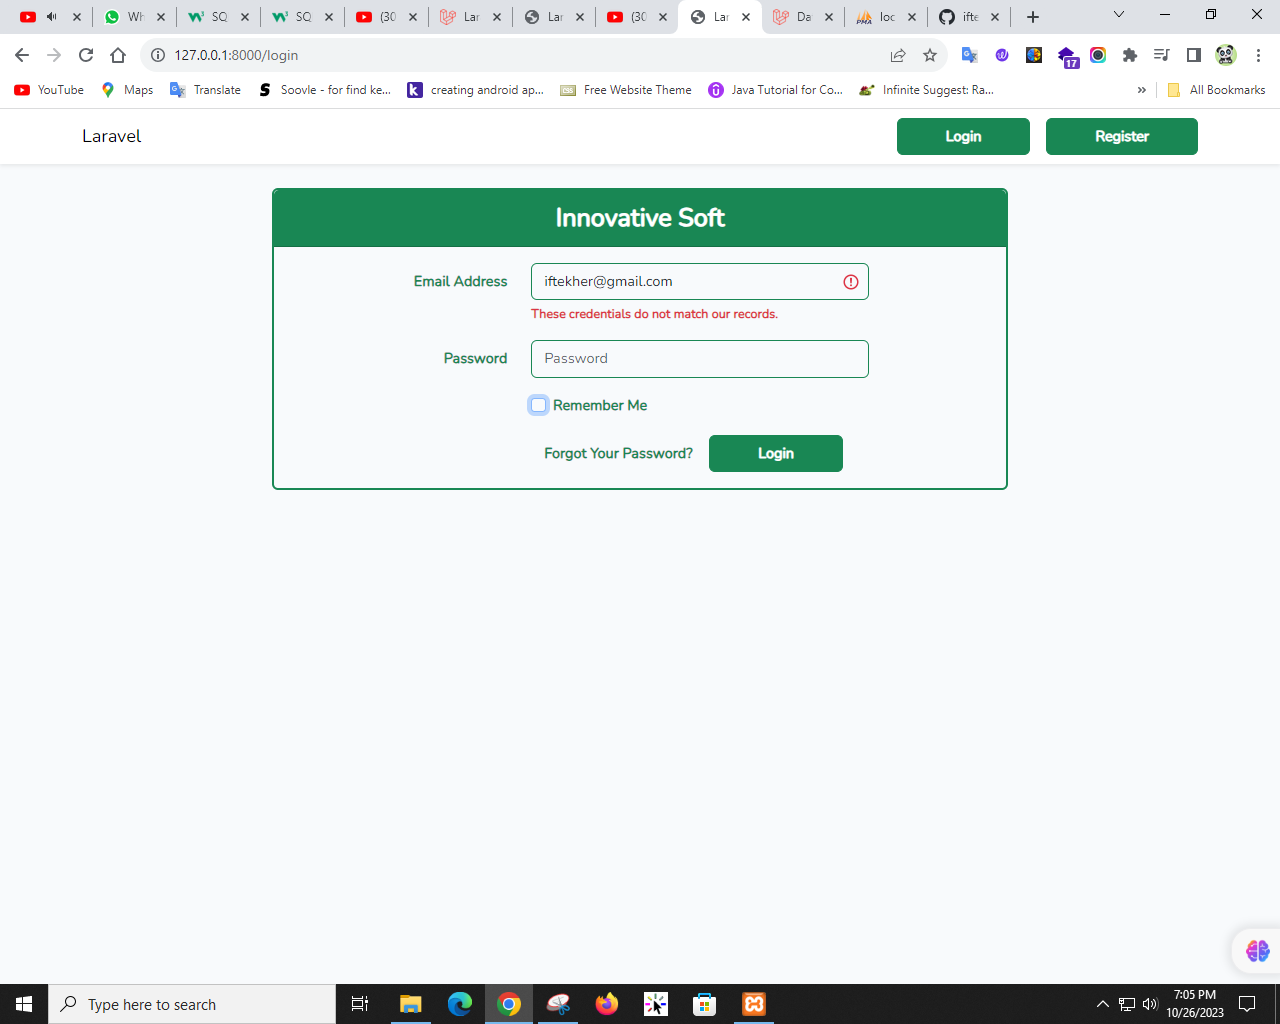 Wh
SQ
SQ
(30
Lar
Lar
(30
Lar
Da
loc
ifte
127.0.0.1:8000/login
17
YouTube
Maps
Translate
Soovle - for find ke...
creating android ap...
Free Website Theme
Java Tutorial for Co...
Infinite Suggest: Ra...
»
All Bookmarks
Laravel
Login
Register
Innovative Soft
Email Address
iftekher@gmail.com
These credentials do not match our records.
Password
Password
Remember Me
Forgot Your Password?
Login
Type here to search
7:05 PM
10/26/2023